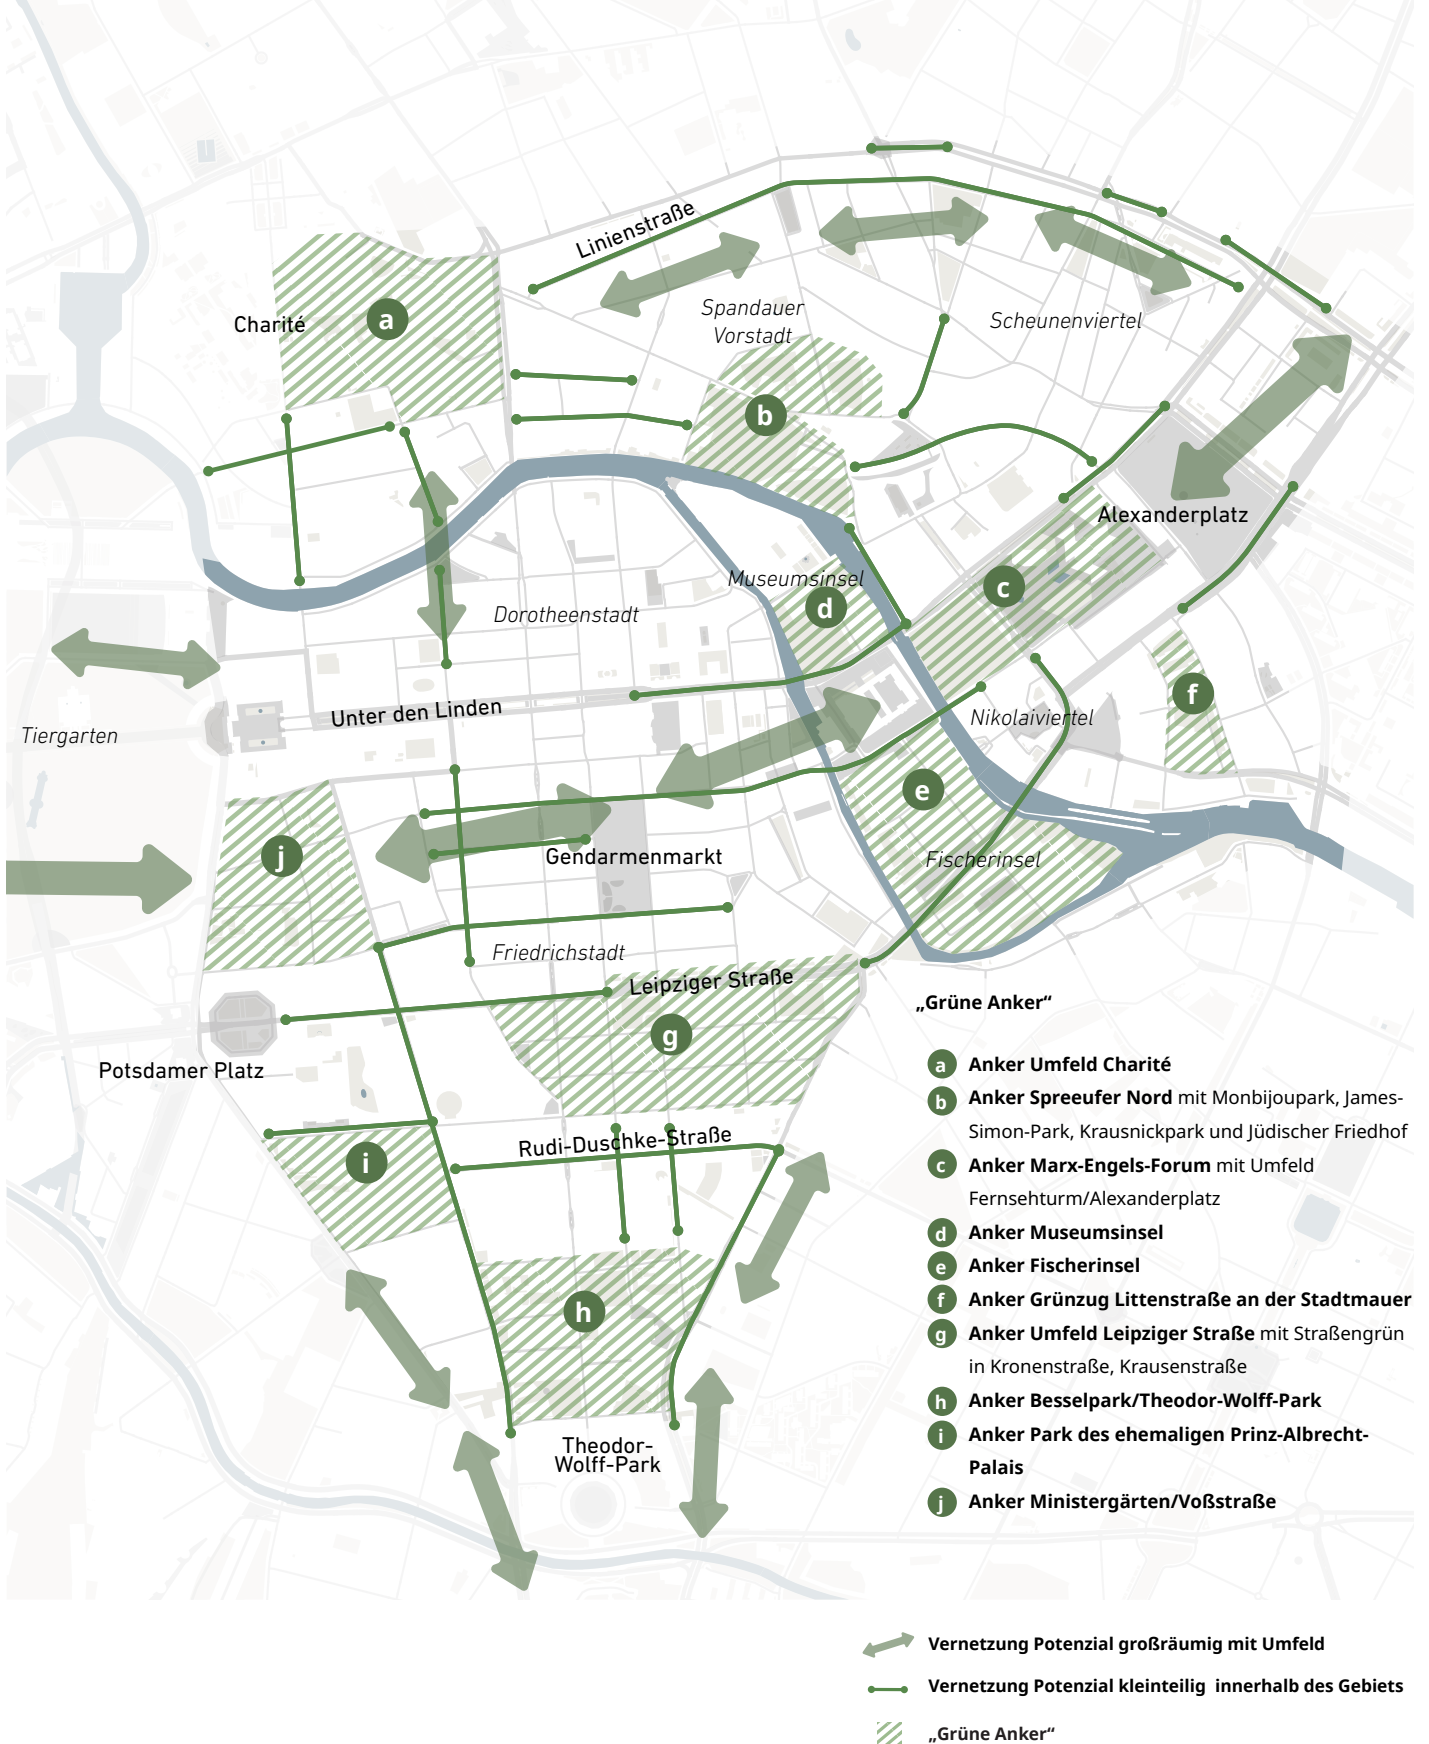 Linienstraße
Charité
a
Spandauer
Vorstadt
Scheunenviertel
b
Alexanderplatz
Museumsinsel
d
c
Dorotheenstadt
f
Unter den Linden
Nikolaiviertel
Tiergarten
e
j
Gendarmenmarkt
Fischerinsel
Friedrichstadt
Leipziger Straße
g
Potsdamer Platz
Rudi-Duschke-Straße
i
h
Theodor-
Wolff-Park
„Grüne Anker“
a Anker Umfeld Charité
b Anker Spreeufer Nord mit Monbijoupark, James-
Simon-Park, Krausnickpark und Jüdischer Friedhof
c Anker Marx-Engels-Forum mit Umfeld
Fernsehturm/Alexanderplatz
d Anker Museumsinsel
e Anker Fischerinsel
f Anker Grünzug Littenstraße an der Stadtmauer
g Anker Umfeld Leipziger Straße mit Straßengrün
in Kronenstraße, Krausenstraße
h Anker Besselpark/Theodor-Wolff-Park
i Anker Park des ehemaligen Prinz-Albrecht-
Palais
j Anker Ministergärten/Voßstraße
Vernetzung Potenzial großräumig mit Umfeld
Vernetzung Potenzial kleinteilig innerhalb des Gebiets
„Grüne Anker“